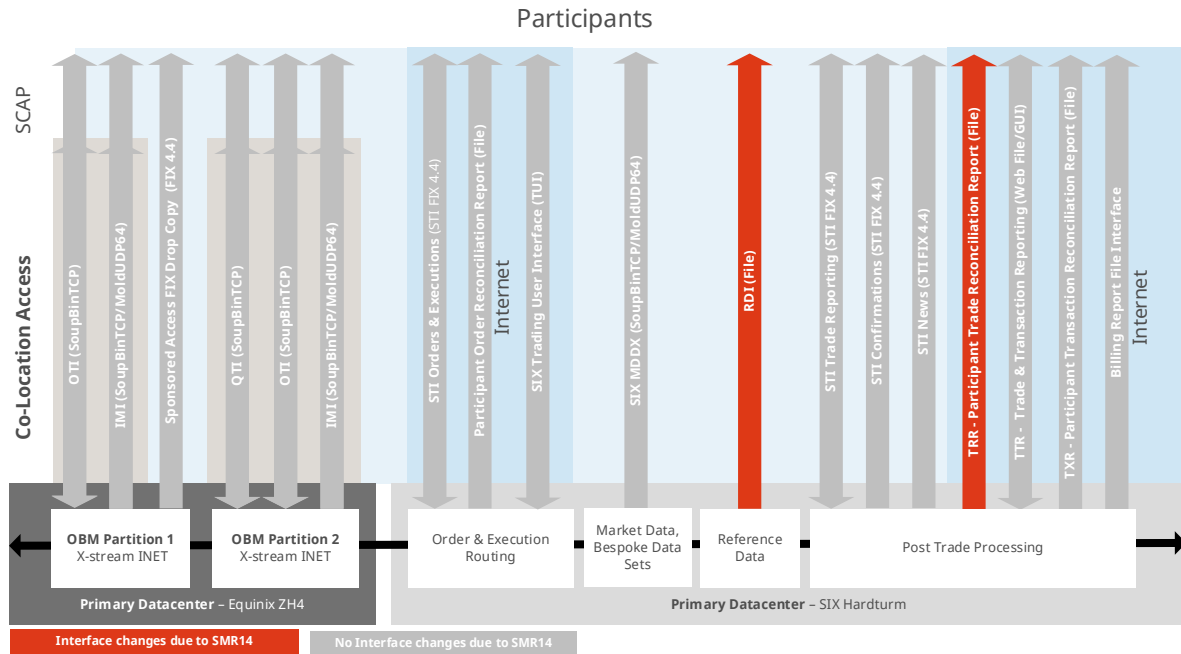 Participants
SCAP
Co-Location Access
OTI (SoupBinTCP)
IMI (SoupBinTCP/MoldUDP64)
Sponsored Access FIX Drop Copy (FIX 4.4)
QTI (SoupBinTCP)
OTI (SoupBinTCP)
IMI (SoupBinTCP/MoldUDP64)
STI Orders & Executions (STI FIX 4.4)
Participant Order Reconciliation Report (File)
Internet
SIX Trading User Interface (TUI)
SIX MDDX (SoupBinTCP/MoldUDP64)
RDI (File)
STI Trade Reporting (STI FIX 4.4)
STI Confirmations (STI FIX 4.4)
STI News (STI FIX 4.4)
TRR - Participant Trade Reconciliation Report (File)
TTR - Trade & Transaction Reporting (Web File/GUI)
TXR - Participant Transaction Reconciliation Report (File)
Billing Report File Interface
Internet
OBM Partition 1
X-stream INET
OBM Partition 2
X-stream INET
Order & Execution
Routing
Market Data,
Bespoke Data
Sets
Reference
Data
Post Trade Processing
Primary Datacenter – Equinix ZH4
Primary Datacenter – SIX Hardturm
Interface changes due to SMR14
No Interface changes due to SMR14